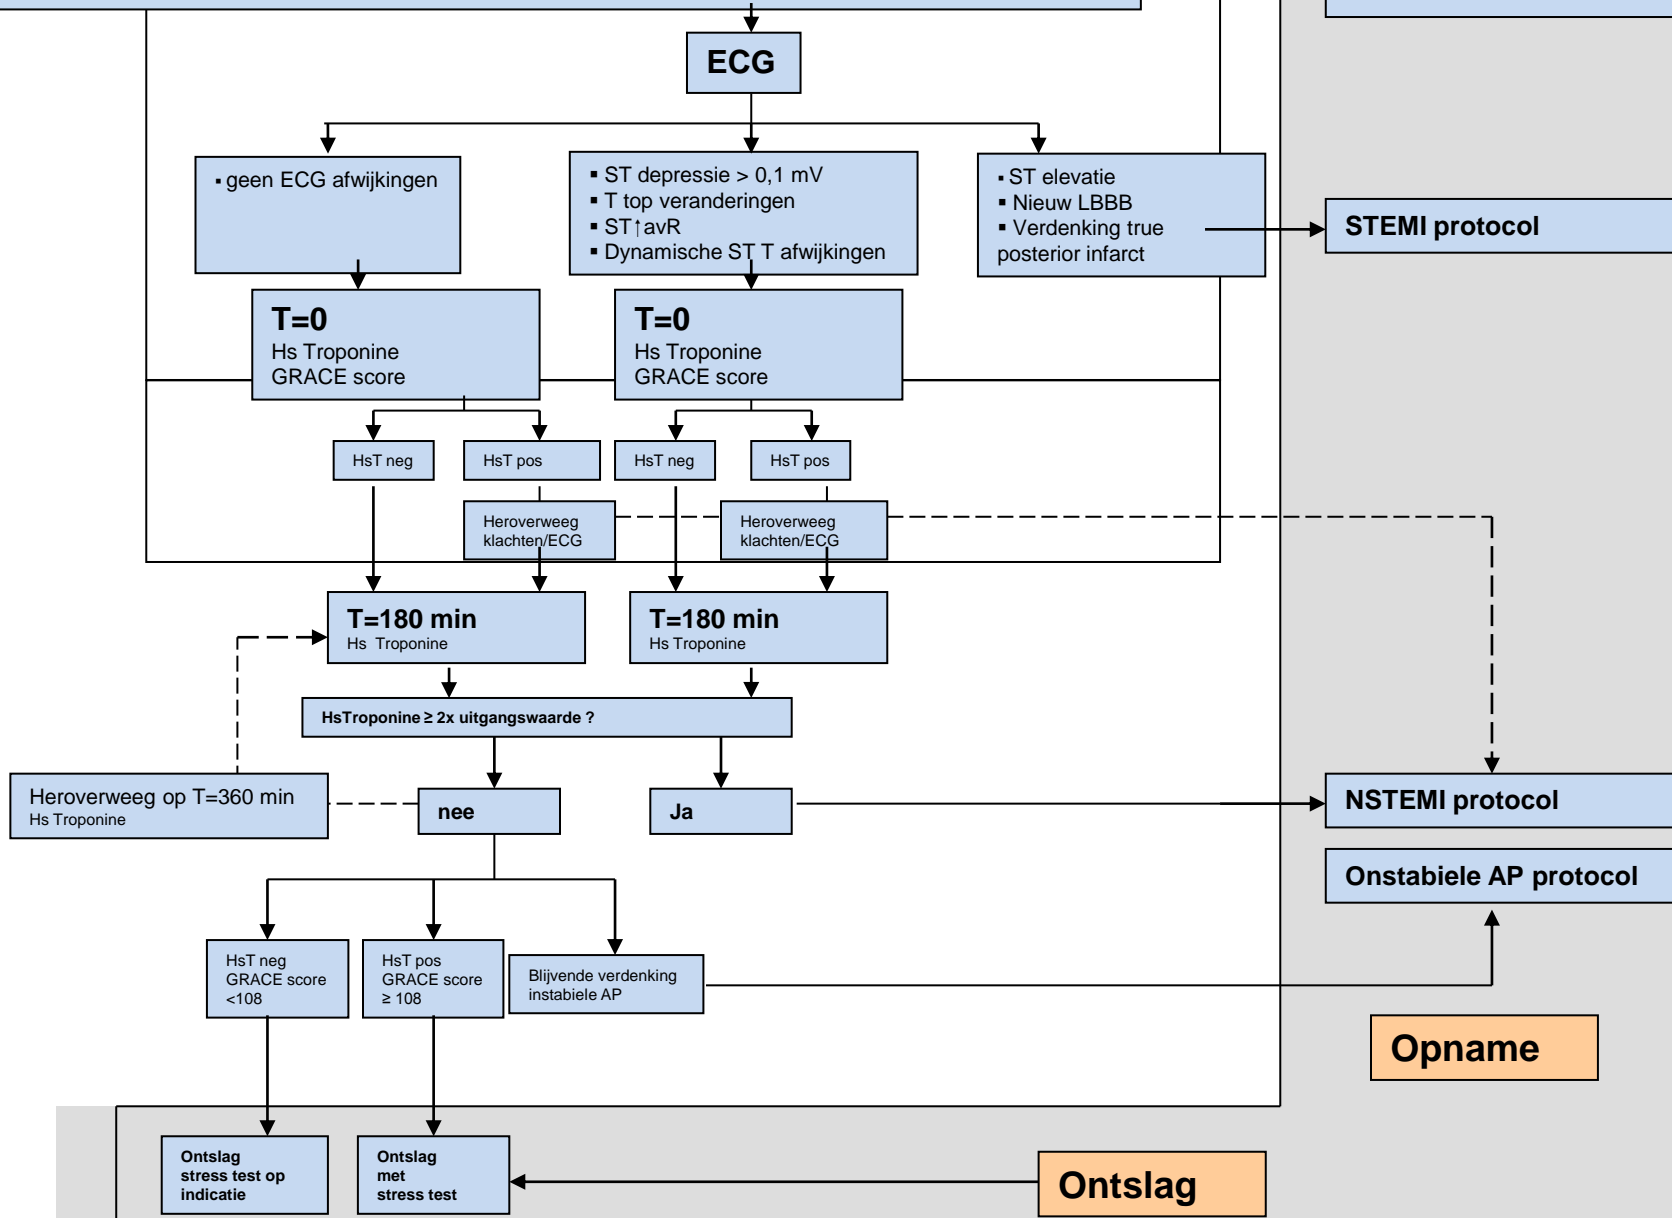 ECG
▪ geen ECG afwijkingen
▪ ST depressie > 0,1 mV
▪ T top veranderingen
▪ ST↑avR
▪ Dynamische ST T afwijkingen
▪ ST elevatie
▪ Nieuw LBBB
▪ Verdenking true
posterior infarct
STEMI protocol
T=0
Hs Troponine
GRACE score
T=0
Hs Troponine
GRACE score
HsT neg
HsT pos
HsT neg
HsT pos
Heroverweeg
klachten/ECG
Heroverweeg
klachten/ECG
T=180 min
Hs Troponine
T=180 min
Hs Troponine
HsTroponine ≥ 2x uitgangswaarde ?
Heroverweeg op T=360 min
Hs Troponine
nee
Ja
NSTEMI protocol
Onstabiele AP protocol
HsT neg
GRACE score
<108
HsT pos
GRACE score
≥ 108
Blijvende verdenking
instabiele AP
Opname
Ontslag
stress test op
indicatie
Ontslag
met
stress test
Ontslag